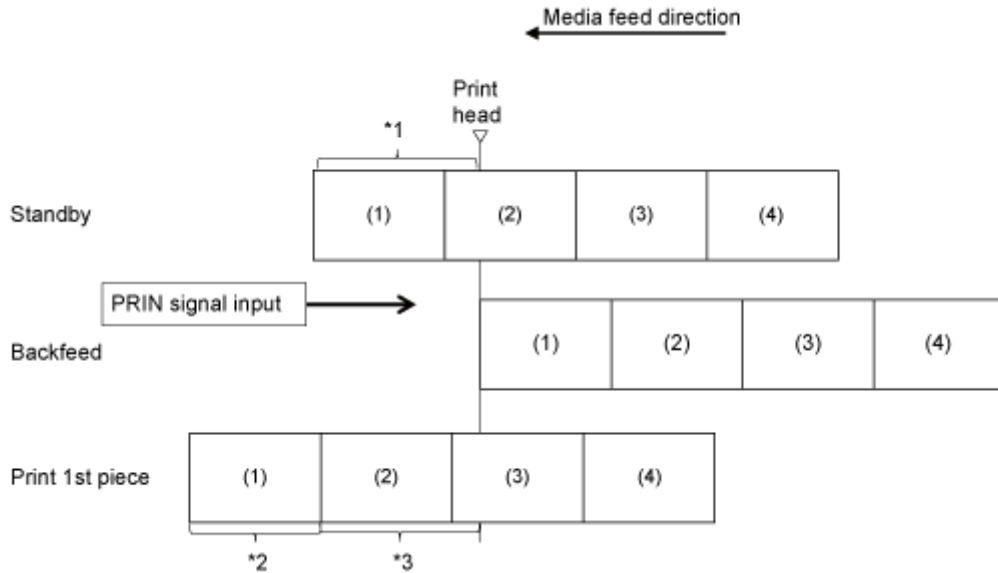 Media feed direction
Print
head
*1
Standby
(1) (2) (3) (4)
PRIN signal input
Backfeed
(1) (2) (3) (4)
Print 1st piece
(1) (2) (3) (4)
*2 *3